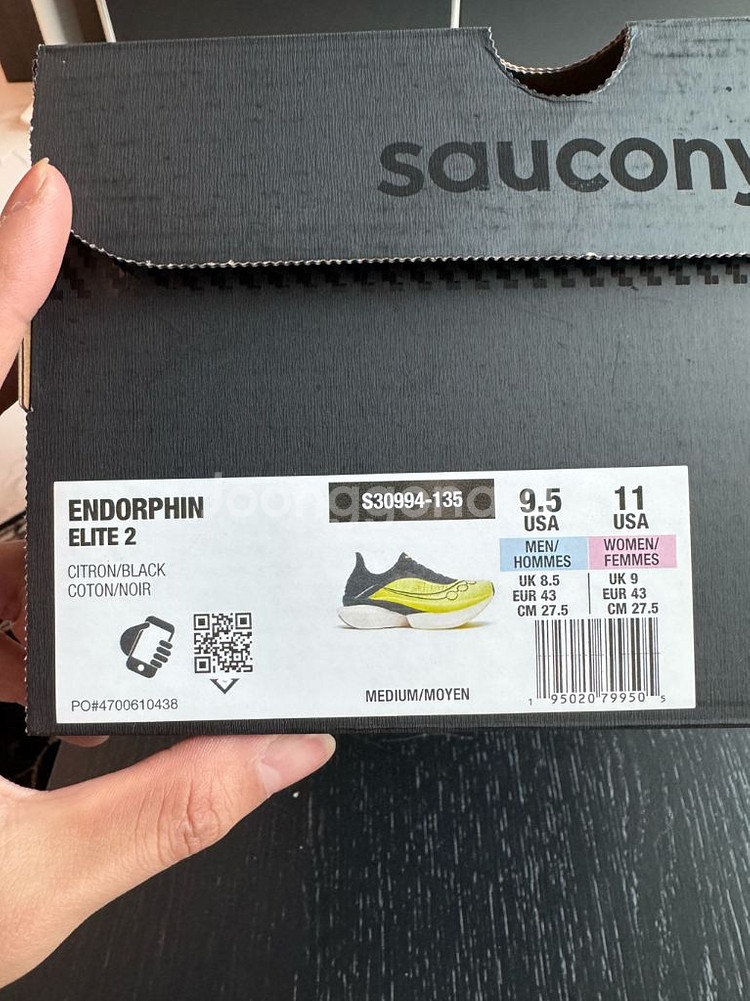 saucony
ENDORPHIN
ELITE 2
CITRON/BLACK
COTON/NOIR
PO#4700610438
S30994-135
MEDIUM/MOYEN
9.5
USA
MEN/
HOMMES
UK 8.5
EUR 43
CM 27.5
11
USA
WOMEN/
FEMMES
UK 9
EUR 43
CM 27.5
1 95020 79950 5